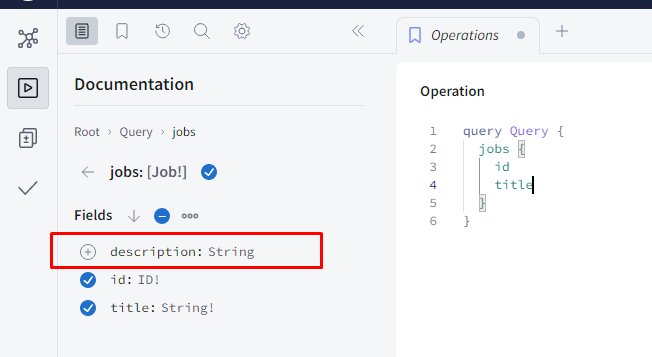 Operations
Documentation
Root > Query > jobs
jobs: [Job!]
Fields
description: String
id: ID!
title: String!
Operation
1 query Query {
2 jobs {
3 id
4 title
5 }
6 }